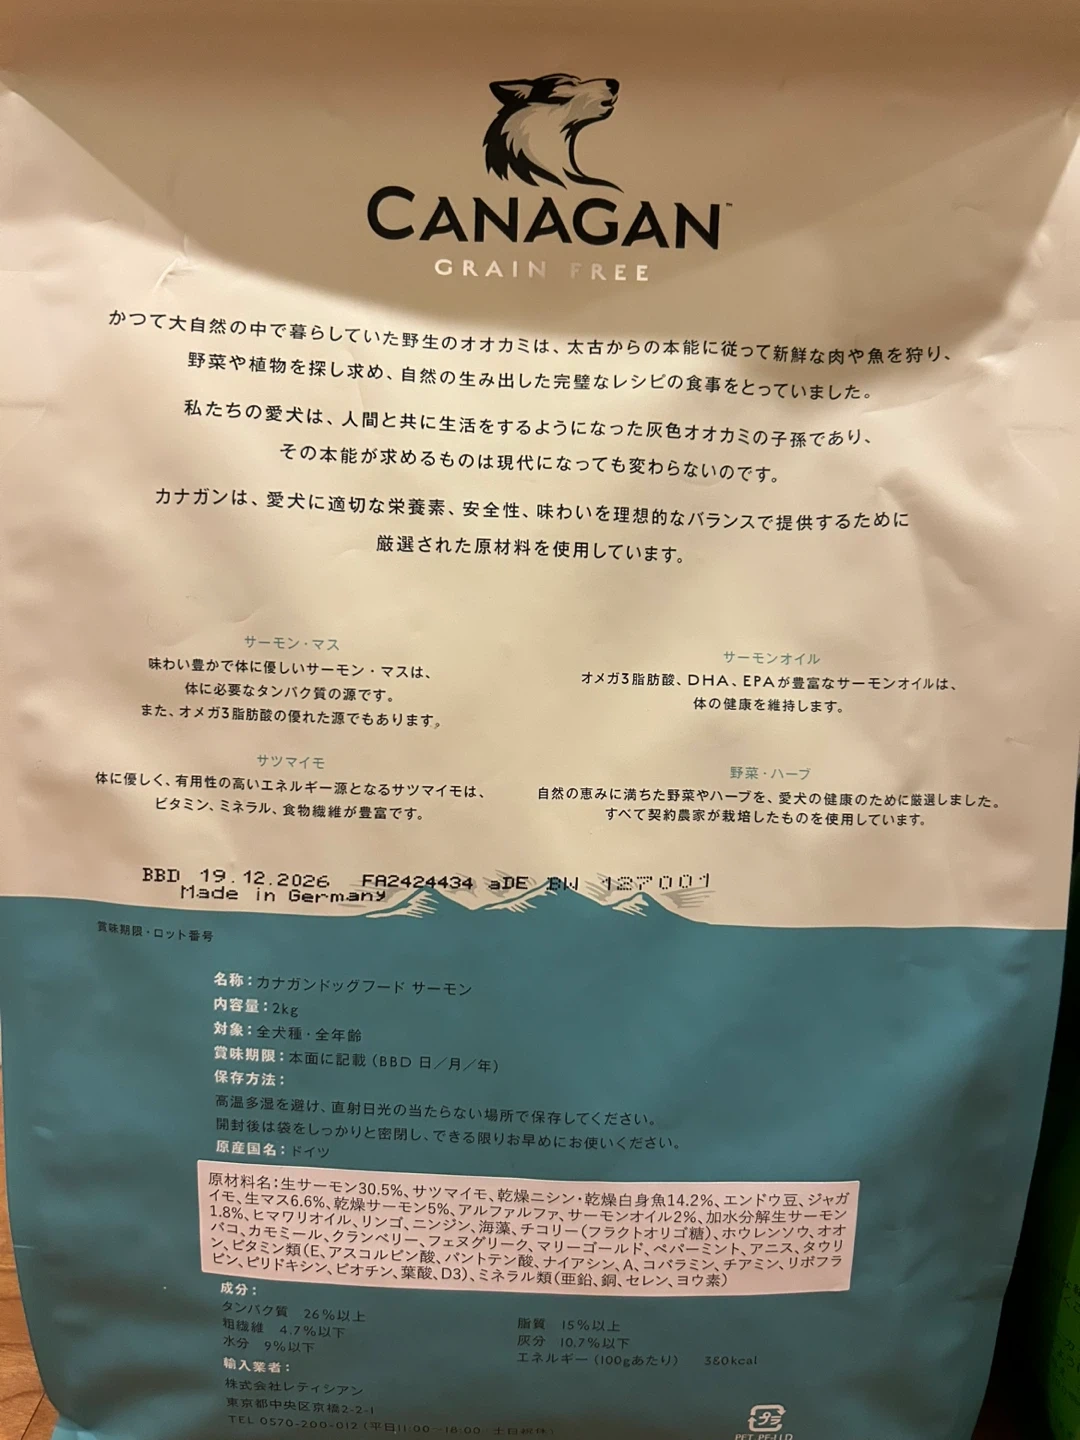 CANAGAN™
GRAIN FREE
かつて大自然の中で暮らしていた野生のオオカミは、太古からの本能に従って新鮮な肉や魚を狩り、
野菜や植物を探し求め、自然の生み出した完璧なレシピの食事をとっていました。
私たちの愛犬は、人間と共に生活をするようになった灰色オオカミの子孫であり、
その本能が求めるものは現代になっても変わらないのです。
カナガンは、愛犬に適切な栄養素、安全性、味わいを理想的なバランスで提供するために
厳選された原材料を使用しています。
サーモン・マス
味わい豊かで体に優しいサーモン・マスは、
体に必要なタンパク質の源です。
また、オメガ3脂肪酸の優れた源でもあります。
サーモンオイル
オメガ3脂肪酸、DHA、EPAが豊富なサーモンオイルは、
体の健康を維持します。
サツマイモ
体に優しく、有用性の高いエネルギー源となるサツマイモは、
ビタミン、ミネラル、食物繊維が豊富です。
野菜・ハーブ
自然の恵みに満ちた野菜やハーブを、愛犬の健康のために厳選しました。
すべて契約農家が栽培したものを使用しています。
BBD 19.12.2026 FA2424434 aDE BW 127001
Made in Germany
賞味期限・ロット番号
名称：カナガンドッグフード サーモン
内容量：2kg
対象：全犬種・全年齢
賞味期限：本面に記載（BBD 日／月／年）
保存方法：
高温多湿を避け、直射日光の当たらない場所で保存してください。
開封後は袋をしっかりと密閉し、できる限りお早めにお使いください。
原産国名：ドイツ
原材料名：生サーモン30.5%、サツマイモ、乾燥ニシン・乾燥白身魚14.2%、エンドウ豆、ジャガ
イモ、生マス6.6%、乾燥サーモン5%、アルファルファ、サーモンオイル2%、加水分解生サーモン
1.8%、ヒマワリオイル、リンゴ、ニンジン、海藻、チコリー（フラクトオリゴ糖）、ホウレンソウ、オオ
バコ、カモミール、クランベリー、フェヌグリーク、マリーゴールド、ペパーミント、アニス、タウリ
ン、ビタミン類（E、アスコルビン酸、パントテン酸、ナイアシン、A、コバラミン、チアミン、リボフラ
ビン、ピリドキシン、ビオチン、葉酸、D3）、ミネラル類（亜鉛、銅、セレン、ヨウ素）
成分：
タンパク質 26％以上
粗繊維 4.7％以下
水分 9％以下
脂質 15％以上
灰分 10.7％以下
エネルギー（100gあたり） 380kcal
輸入業者：
株式会社レティシアン
東京都中央区京橋2-2-1
TEL 0570-200-012（平日11:00～18:00 土日祝休）
プラ